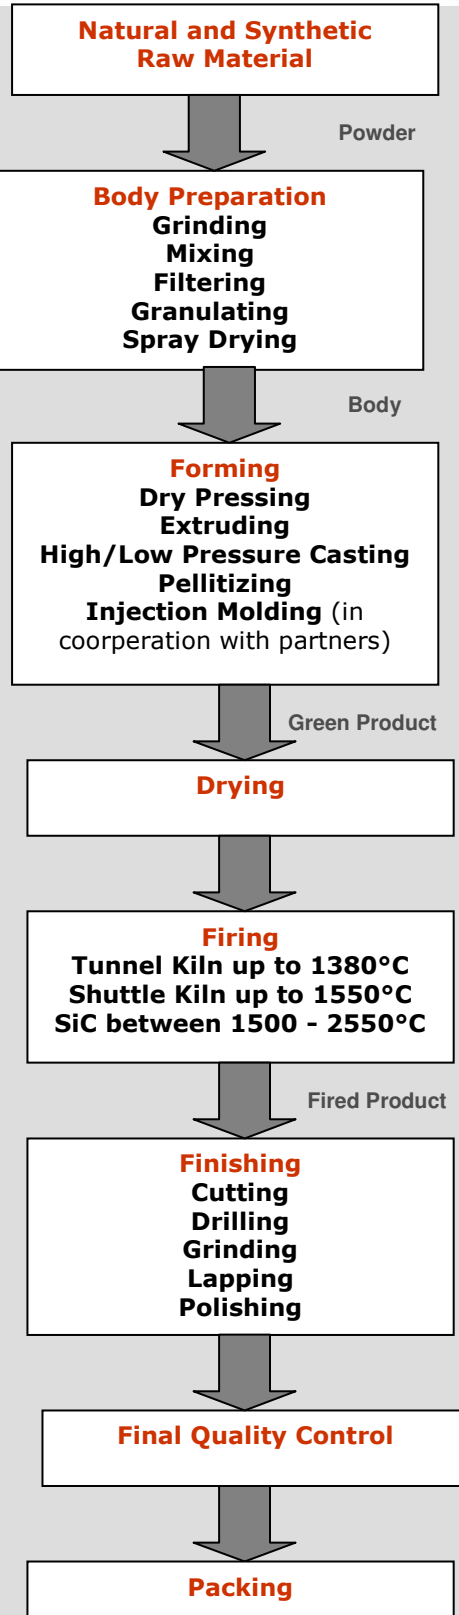 Natural and Synthetic
Raw Material
Powder
Body Preparation
Grinding
Mixing
Filtering
Granulating
Spray Drying
Body
Forming
Dry Pressing
Extruding
High/Low Pressure Casting
Pellitizing
Injection Molding (in
coorperation with partners)
Green Product
Drying
Firing
Tunnel Kiln up to 1380°C
Shuttle Kiln up to 1550°C
SiC between 1500 - 2550°C
Fired Product
Finishing
Cutting
Drilling
Grinding
Lapping
Polishing
Final Quality Control
Packing